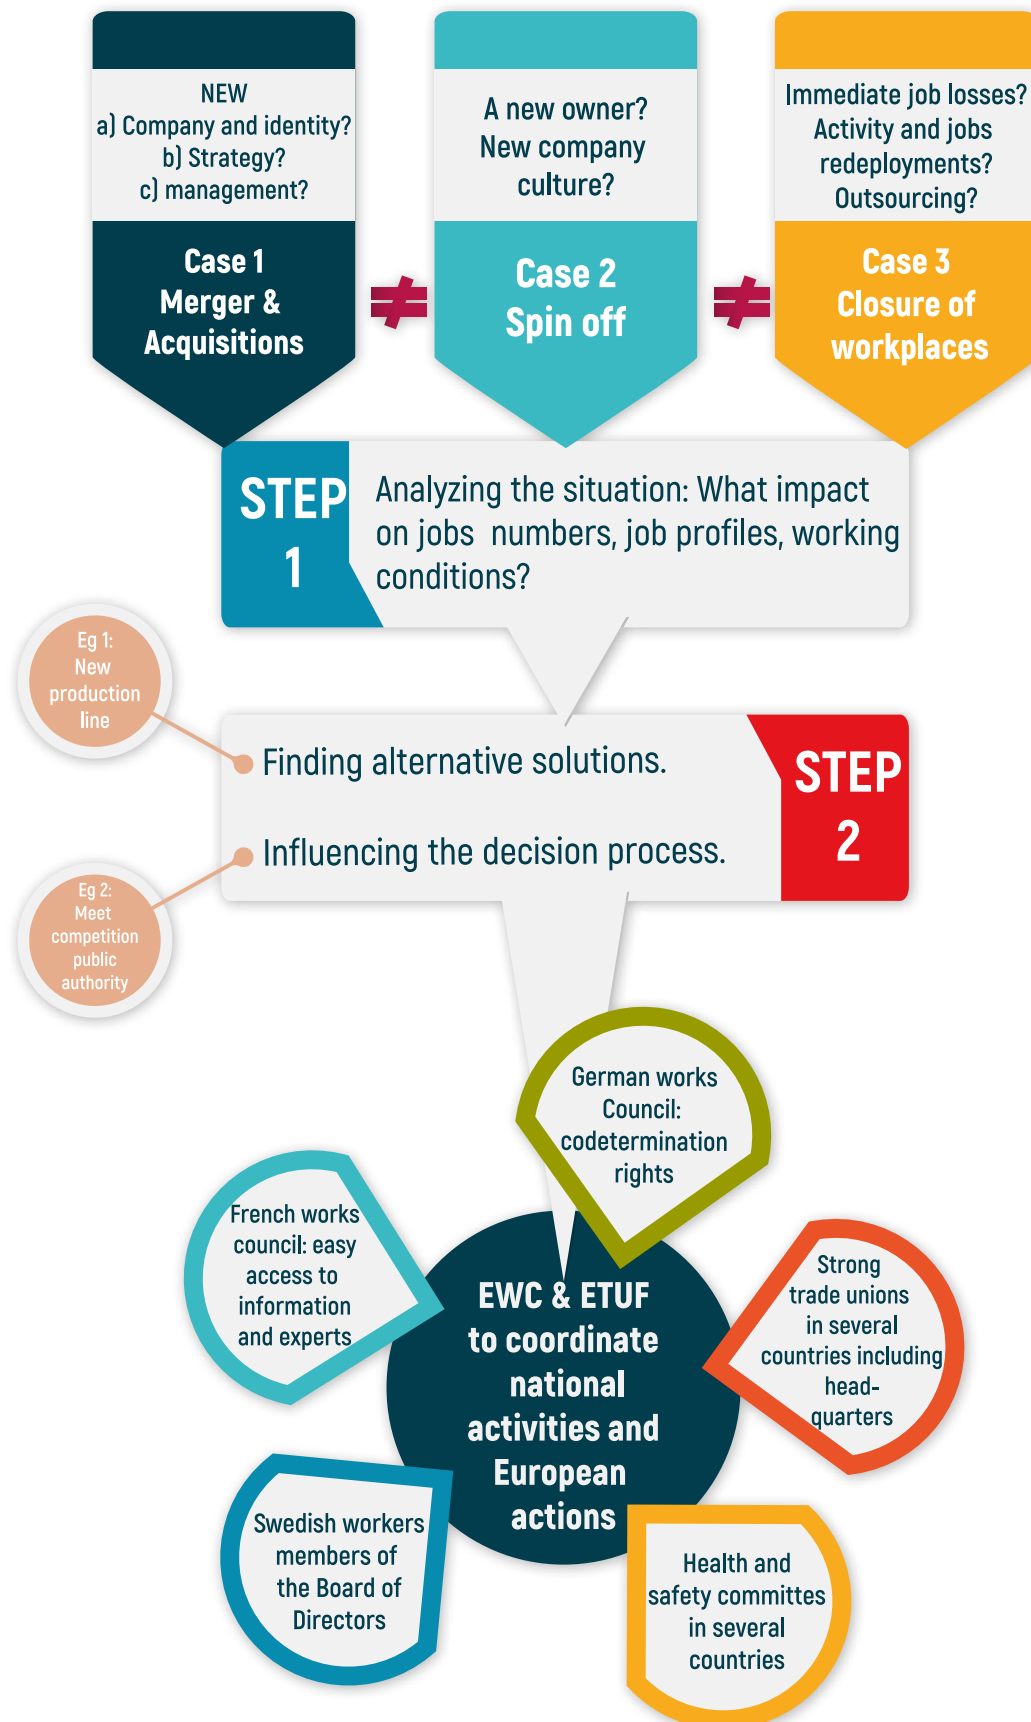 NEW
a) Company and identity?
b) Strategy?
c) management?
Case 1
Merger &
Acquisitions
≠
A new owner?
New company
culture?
Case 2
Spin off
≠
Immediate job losses?
Activity and jobs
redeployments?
Outsourcing?
Case 3
Closure of
workplaces
STEP
1
Analyzing the situation: What impact
on jobs numbers, job profiles, working
conditions?
Eg 1:
New
production
line
Finding alternative solutions.
Influencing the decision process.
STEP
2
Eg 2:
Meet
competition
public
authority
German works
Council:
codetermination
rights
French works
council: easy
access to
information
and experts
Strong
trade unions
in several
countries including
head-
quarters
EWC & ETUF
to coordinate
national
activities and
European
actions
Swedish workers
members of
the Board of
Directors
Health and
safety committes
in several
countries